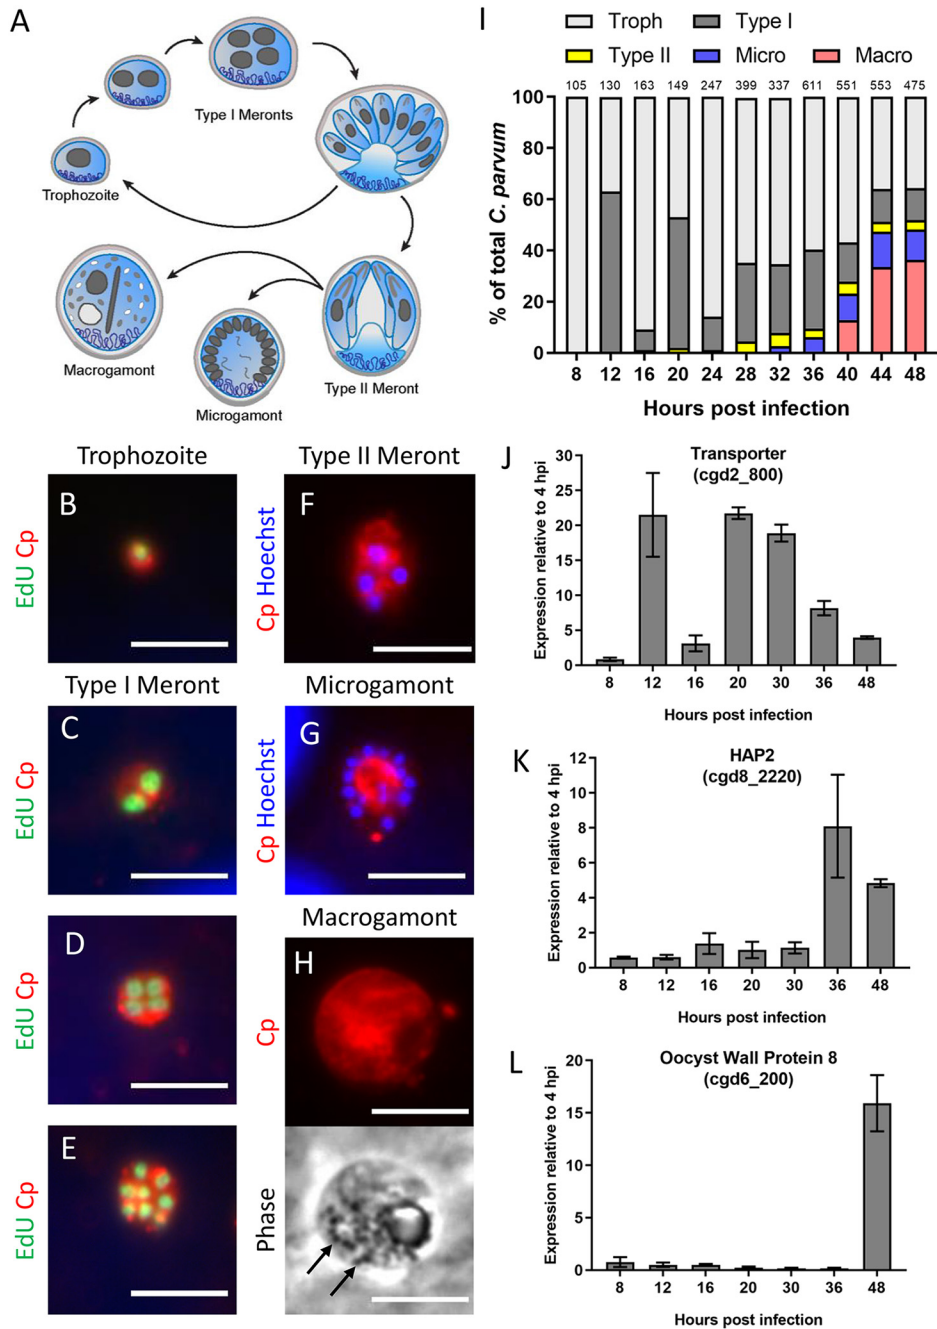 A
Type I Meronts
Trophozoite
Macrogamont
Microgamont
Type II Meront
I
Troph
Type I
Type II
Micro
Macro
105 130 163 149 247 399 337 611 551 553 475
% of total C. parvum
100
80
60
40
20
0
8 12 16 20 24 28 32 36 40 44 48
Hours post infection
Trophozoite
B
EdU Cp
Type I Meront
C
EdU Cp
D
EdU Cp
E
EdU Cp
Type II Meront
F
Cp Hoechst
Microgamont
G
Cp Hoechst
Macrogamont
H
Cp
Phase
J
Transporter
(cgd2_800)
Expression relative to 4 hpi
30
25
20
15
10
5
0
8 12 16 20 30 36 48
Hours post infection
K
HAP2
(cgd8_2220)
Expression relative to 4 hpi
12
10
8
6
4
2
0
8 12 16 20 30 36 48
Hours post infection
L
Oocyst Wall Protein 8
(cgd6_200)
Expression relative to 4 hpi
20
15
10
5
0
8 12 16 20 30 36 48
Hours post infection